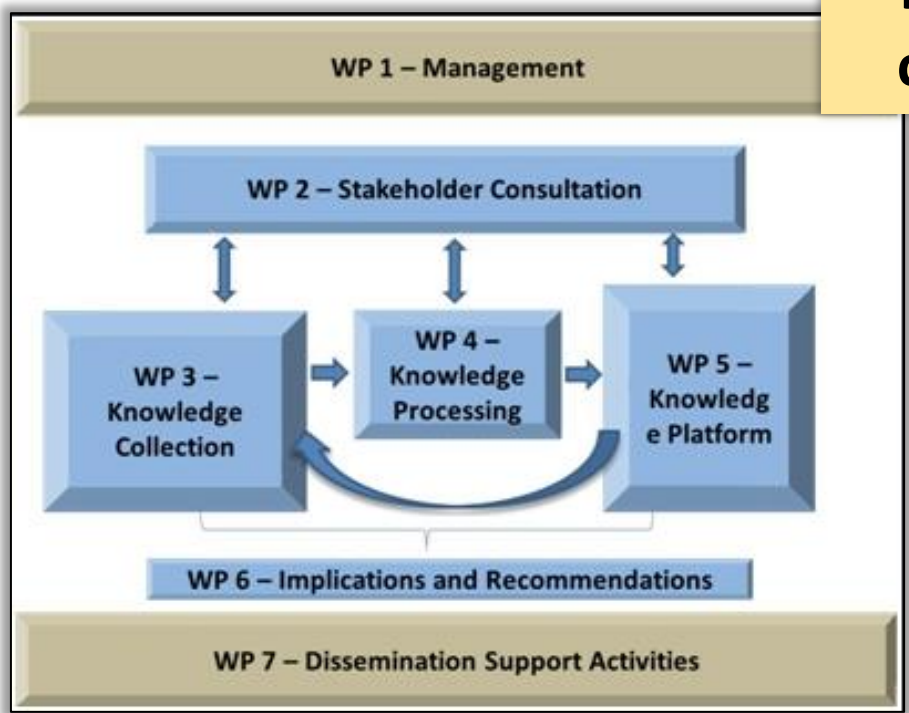 WP 1 – Management
WP 2 – Stakeholder Consultation
WP 3 –
Knowledge
Collection
WP 4 –
Knowledge
Processing
WP 5 –
Knowledg
e Platform
WP 6 – Implications and Recommendations
WP 7 – Dissemination Support Activities